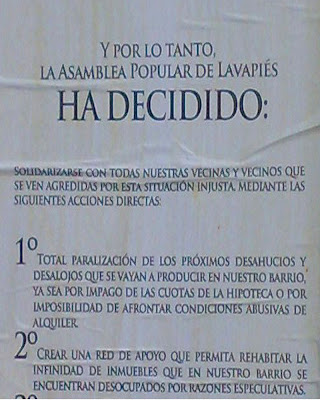 Y POR LO TANTO,
LA ASAMBLEA POPULAR DE LAVAPIÉS
HA DECIDIDO:
SOLIDARIZARSE CON TODAS NUESTRAS VECINAS Y VECINOS QUE
SE VEN AGREDIDAS POR ESTA SITUACIÓN INJUSTA, MEDIANTE LAS
SIGUIENTES ACCIONES DIRECTAS:
1º
TOTAL PARALIZACIÓN DE LOS PRÓXIMOS DESAHUCIOS Y
DESALOJOS QUE SE VAYAN A PRODUCIR EN NUESTRO BARRIO,
YA SEA POR IMPAGO DE LAS CUOTAS DE LA HIPOTECA O POR
IMPOSIBILIDAD DE AFRONTAR CONDICIONES ABUSIVAS DE
ALQUILER.
2º
CREAR UNA RED DE APOYO QUE PERMITA REHABITAR LA
INFINIDAD DE INMUEBLES QUE EN NUESTRO BARRIO SE
ENCUENTRAN DESOCUPADOS POR RAZONES ESPECULATIVAS.